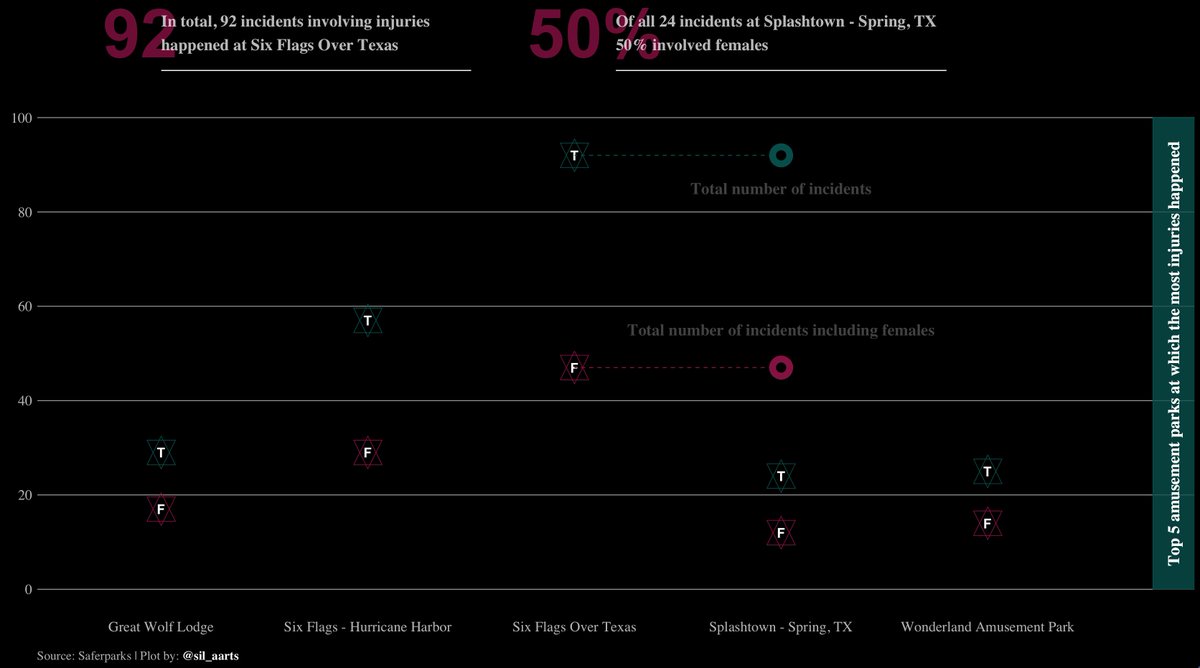 92
In total, 92 incidents involving injuries
happened at Six Flags Over Texas
50%
Of all 24 incidents at Splashtown - Spring, TX
50% involved females
100
80
60
40
20
0
T
F
T
F
T
F
T
F
T
F
Total number of incidents
Total number of incidents including females
Top 5 amusement parks at which the most injuries happened
Great Wolf Lodge
Six Flags - Hurricane Harbor
Six Flags Over Texas
Splashtown - Spring, TX
Wonderland Amusement Park
Source: Saferparks | Plot by: @sil_aarts